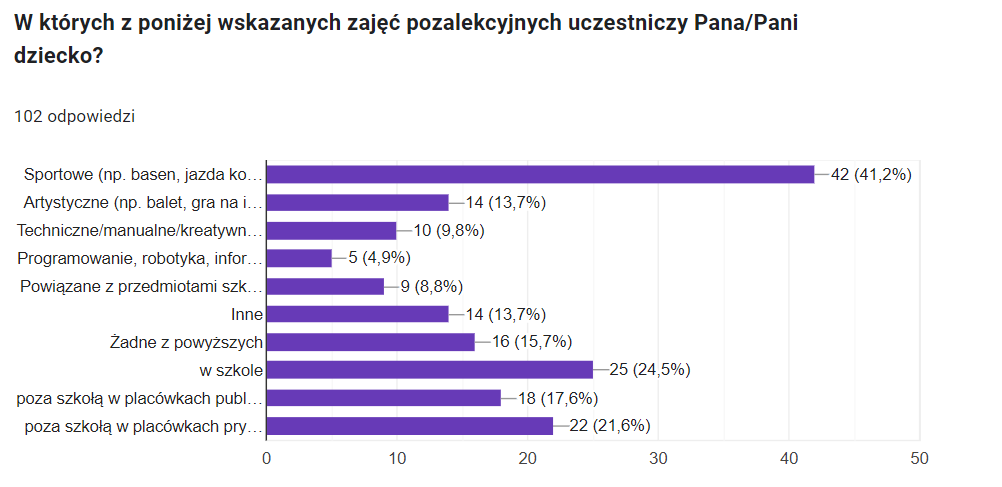 W których z poniżej wskazanych zajęć pozalekcyjnych uczestniczy Pana/Pani
dziecko?
102 odpowiedzi
Sportowe (np. basen, jazda ko… 42 (41,2%)
Artystyczne (np. balet, gra na i… 14 (13,7%)
Techniczne/manualne/kreatywn… 10 (9,8%)
Programowanie, robotyka, infor… 5 (4,9%)
Powiązane z przedmiotami szk… 9 (8,8%)
Inne 14 (13,7%)
Żadne z powyższych 16 (15,7%)
w szkole 25 (24,5%)
poza szkołą w placówkach publ… 18 (17,6%)
poza szkołą w placówkach pry… 22 (21,6%)
0 10 20 30 40 50